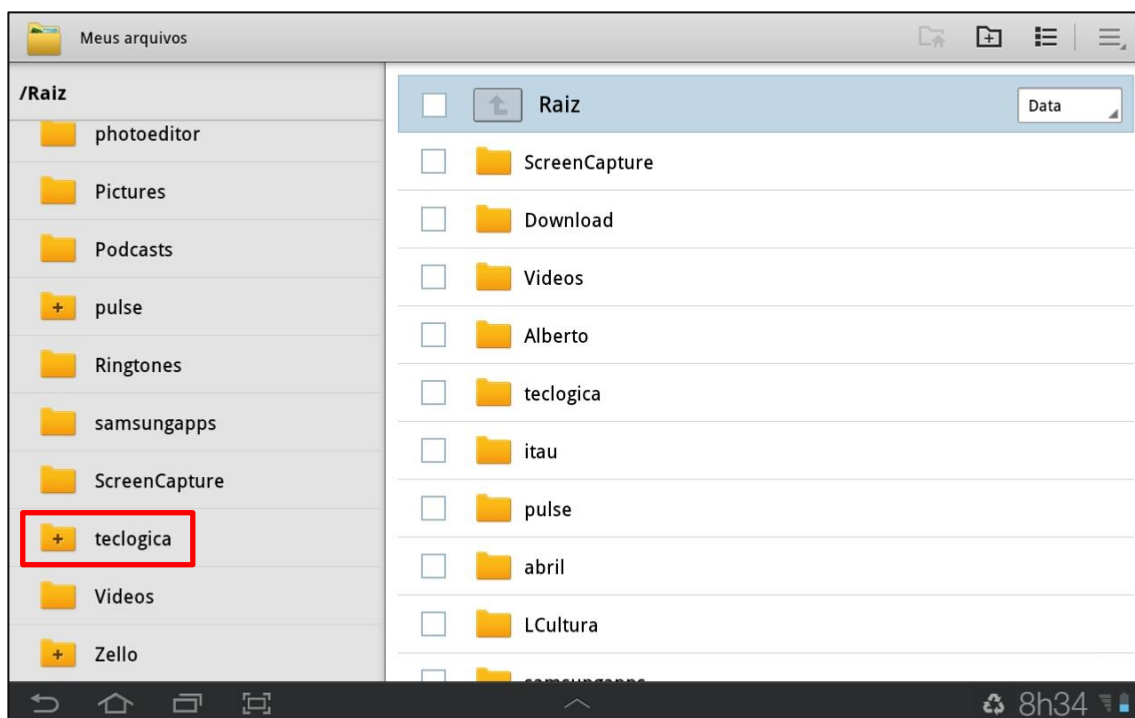 Meus arquivos
/Raiz
photoeditor
Pictures
Podcasts
pulse
Ringtones
samsungapps
ScreenCapture
teclogica
Videos
Zello
Raiz
Data
ScreenCapture
Download
Videos
Alberto
teclogica
itau
pulse
abril
LCultura
samsungapps
8h34